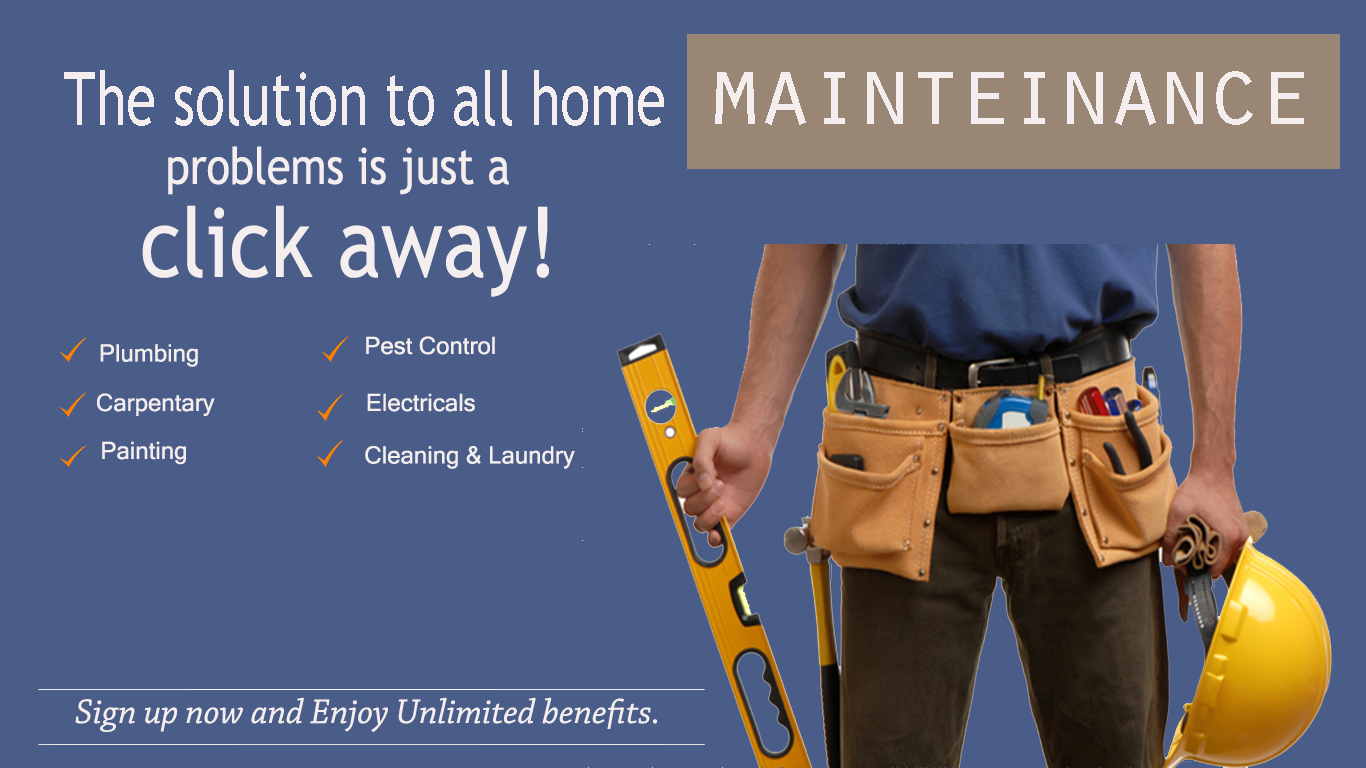 The solution to all home
problems is just a
click away!
MAINTEINANCE
Plumbing
Carpentary
Painting
Pest Control
Electricals
Cleaning & Laundry
Sign up now and Enjoy Unlimited benefits.